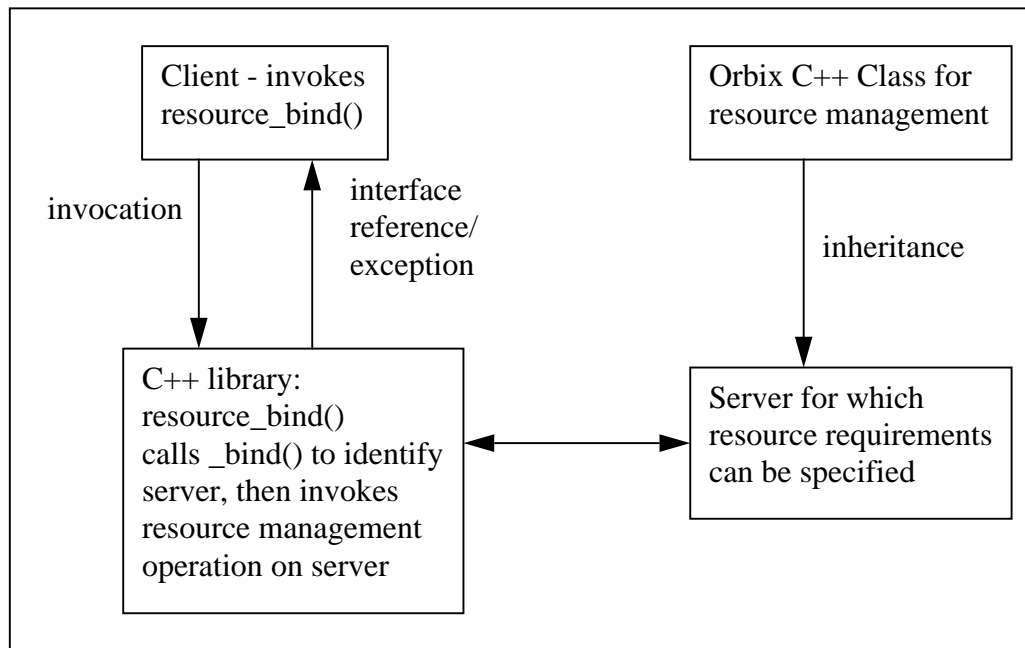 Client - invokes
resource_bind()
Orbix C++ Class for
resource management
invocation
interface
reference/
exception
inheritance
C++ library:
resource_bind()
calls _bind() to identify
server, then invokes
resource management
operation on server
Server for which
resource requirements
can be specified